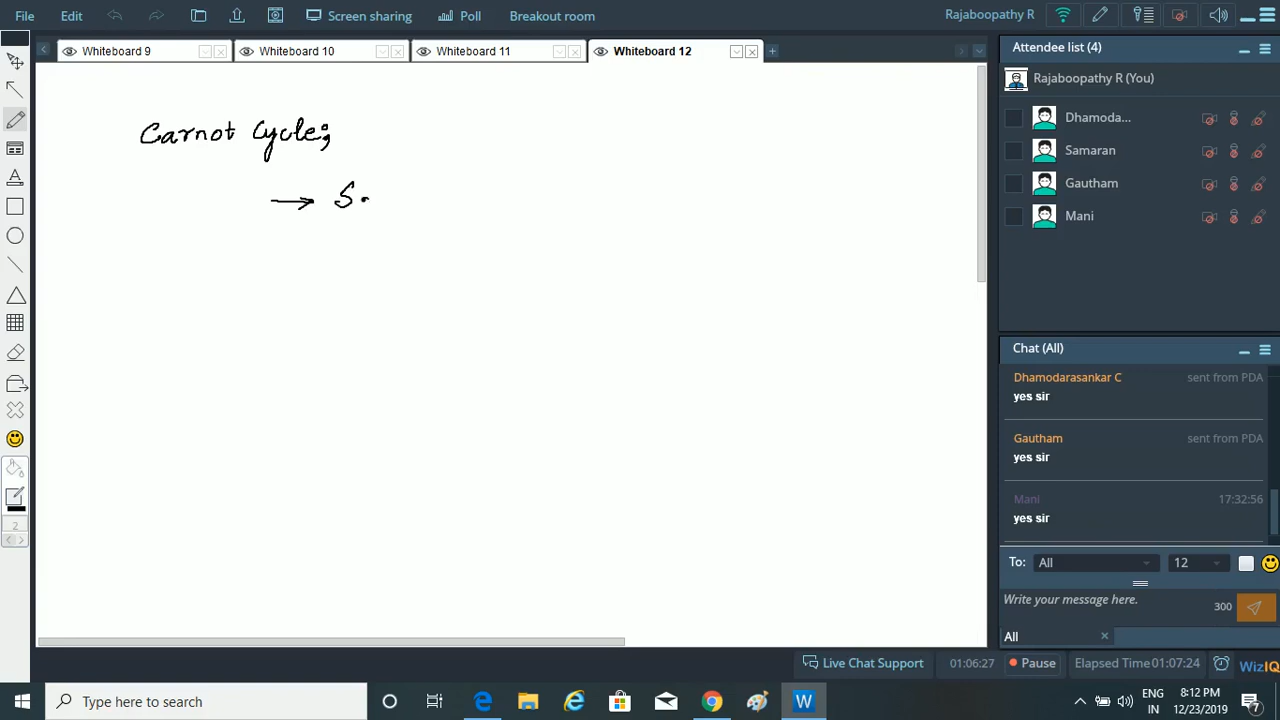 File Edit Screen sharing Poll Breakout room Rajaboopathy R
Whiteboard 9 Whiteboard 10 Whiteboard 11 Whiteboard 12
Attendee list (4)
Rajaboopathy R (You)
Dhamoda...
Samaran
Gautham
Mani
Carnot Cycle;
→ S.
Chat (All)
Dhamodarasankar C sent from PDA
yes sir
Gautham sent from PDA
yes sir
Mani 17:32:56
yes sir
2
To: All 12
Write your message here. 300
All
Live Chat Support 01:06:27 Pause Elapsed Time 01:07:24 WizIQ
Type here to search
W
ENG
IN
8:12 PM
12/23/2019
7